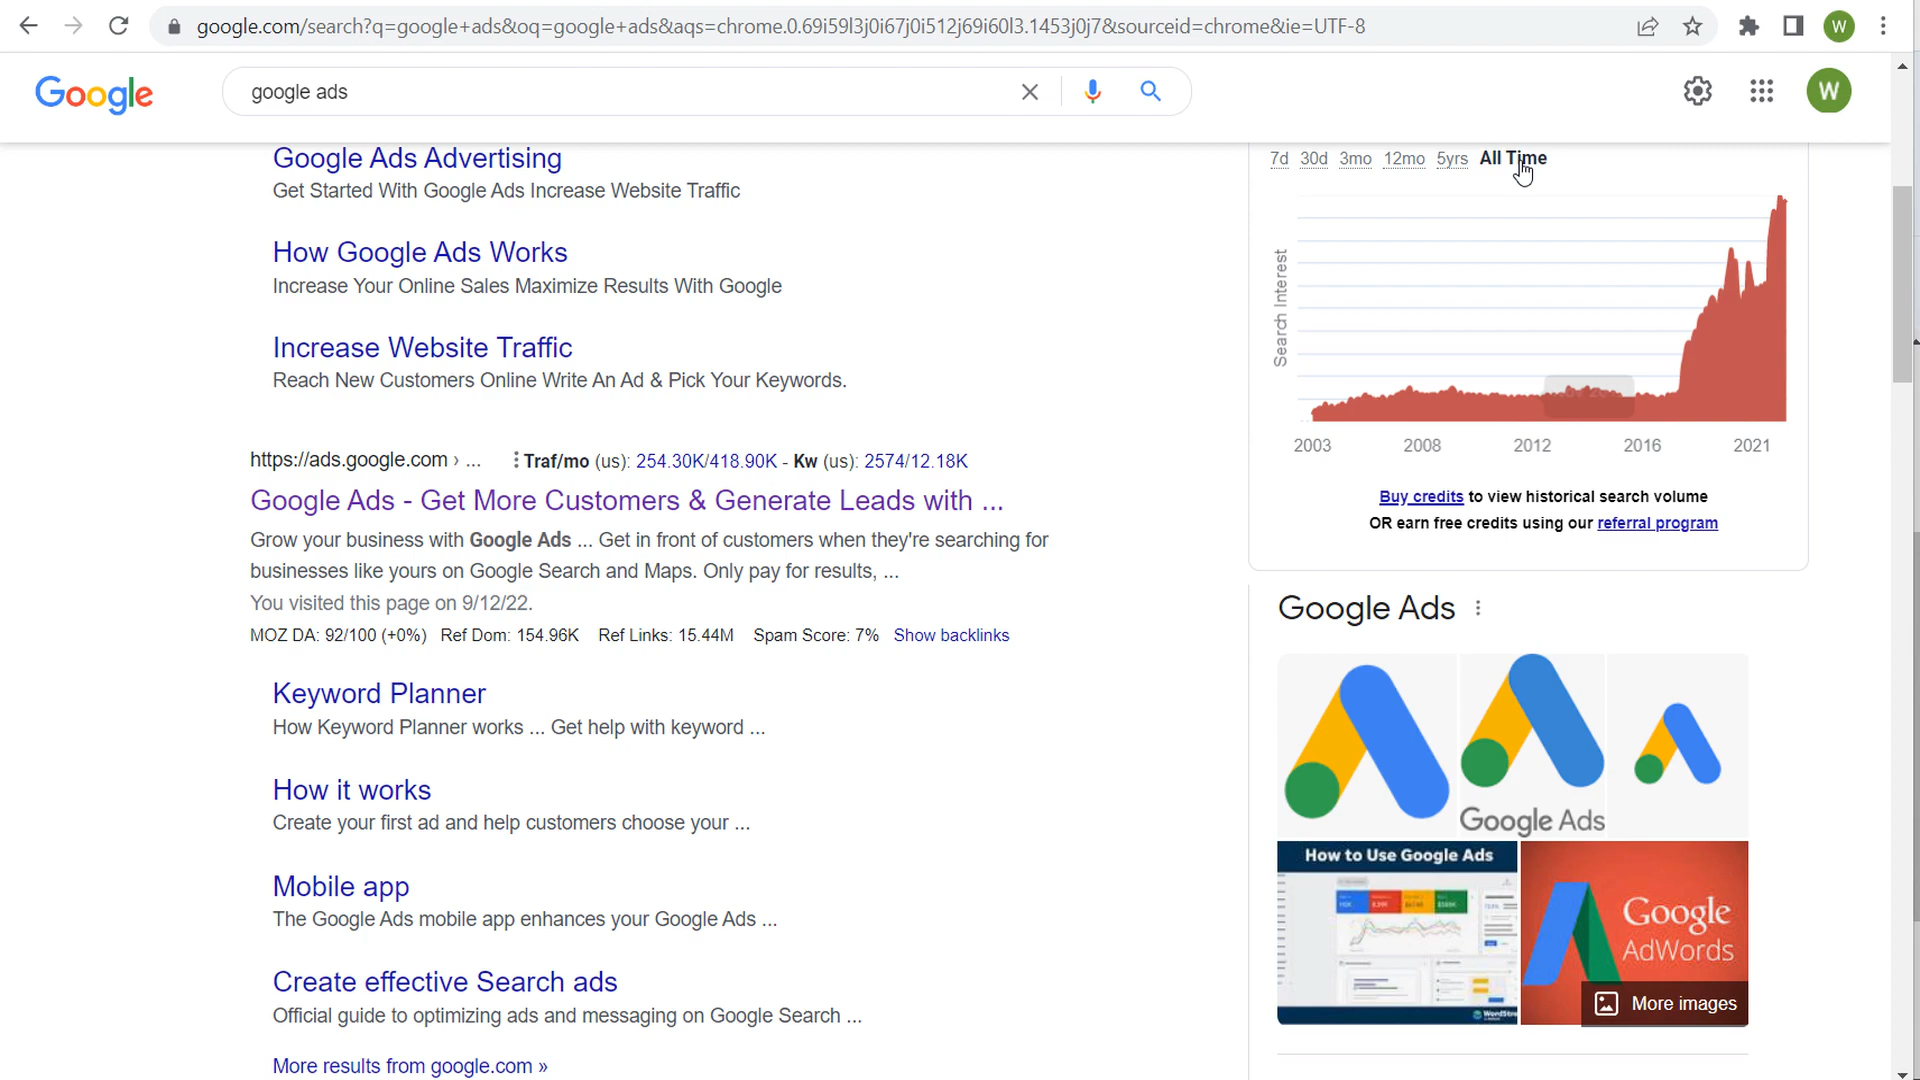 google.com/search?q=google+ads&oq=google+ads&aqs=chrome.0.69i59l3j0i67j0i512j69i60l3.1453j0j7&sourceid=chrome&ie=UTF-8
W
Google
google ads
W
Google Ads Advertising
Get Started With Google Ads Increase Website Traffic
How Google Ads Works
Increase Your Online Sales Maximize Results With Google
Increase Website Traffic
Reach New Customers Online Write An Ad & Pick Your Keywords.
https://ads.google.com › ...
Traf/mo (us): 254.30K/418.90K - Kw (us): 2574/12.18K
Google Ads - Get More Customers & Generate Leads with ...
Grow your business with Google Ads ... Get in front of customers when they're searching for
businesses like yours on Google Search and Maps. Only pay for results, ...
You visited this page on 9/12/22.
MOZ DA: 92/100 (+0%) Ref Dom: 154.96K Ref Links: 15.44M Spam Score: 7% Show backlinks
Keyword Planner
How Keyword Planner works ... Get help with keyword ...
How it works
Create your first ad and help customers choose your ...
Mobile app
The Google Ads mobile app enhances your Google Ads ...
Create effective Search ads
Official guide to optimizing ads and messaging on Google Search ...
More results from google.com »
7d 30d 3mo 12mo 5yrs All Time
Search Interest
2003 2008 2012 2016 2021
Buy credits to view historical search volume
OR earn free credits using our referral program
Google Ads
Google Ads
How to Use Google Ads
Google
AdWords
More images